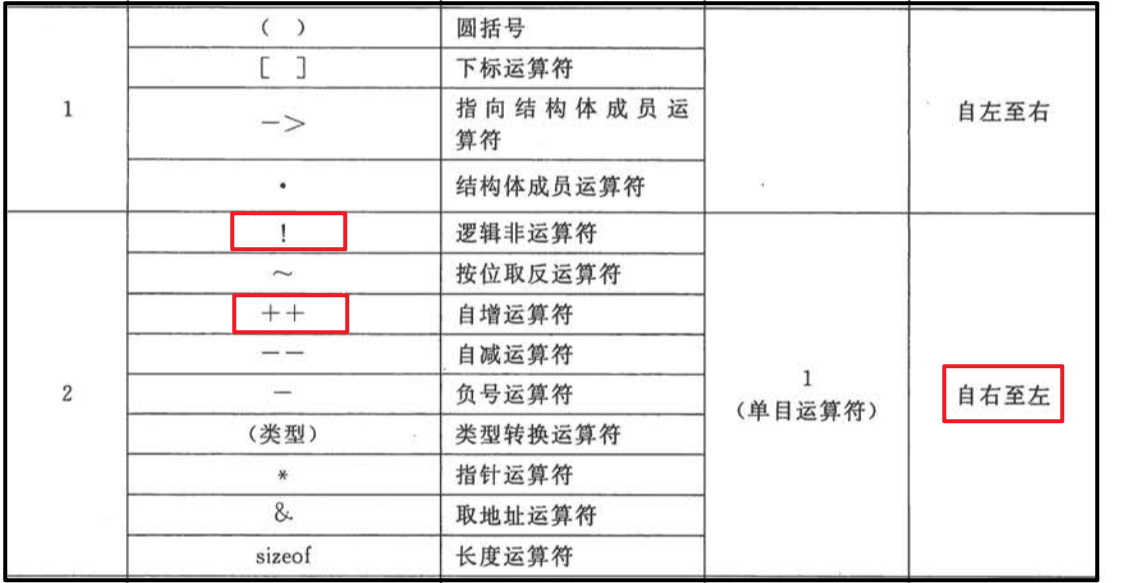 1
( ) 圆括号
[ ] 下标运算符
—> 指向结构体成员运
算符
• 结构体成员运算符
自左至右
2
! 逻辑非运算符
~ 按位取反运算符
++ 自增运算符
—— 自减运算符
— 负号运算符
(类型) 类型转换运算符
* 指针运算符
& 取地址运算符
sizeof 长度运算符
1
(单目运算符)
自右至左